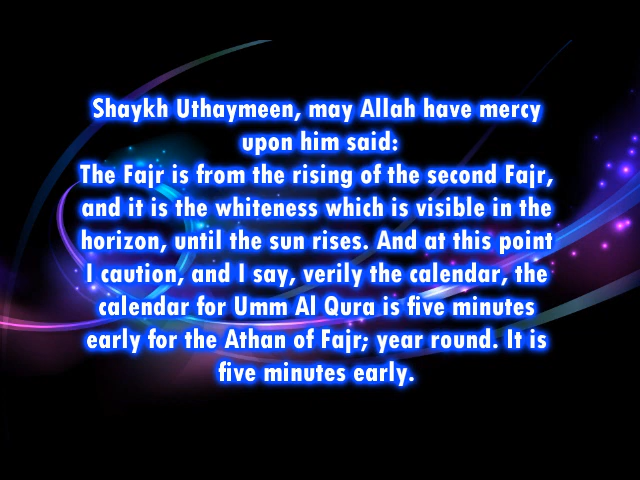 Shaykh Uthaymeen, may Allah have mercy
upon him said:
The Fajr is from the rising of the second Fajr,
and it is the whiteness which is visible in the
horizon, until the sun rises. And at this point
I caution, and I say, verily the calendar, the
calendar for Umm Al Qura is five minutes
early for the Athan of Fajr; year round. It is
five minutes early.